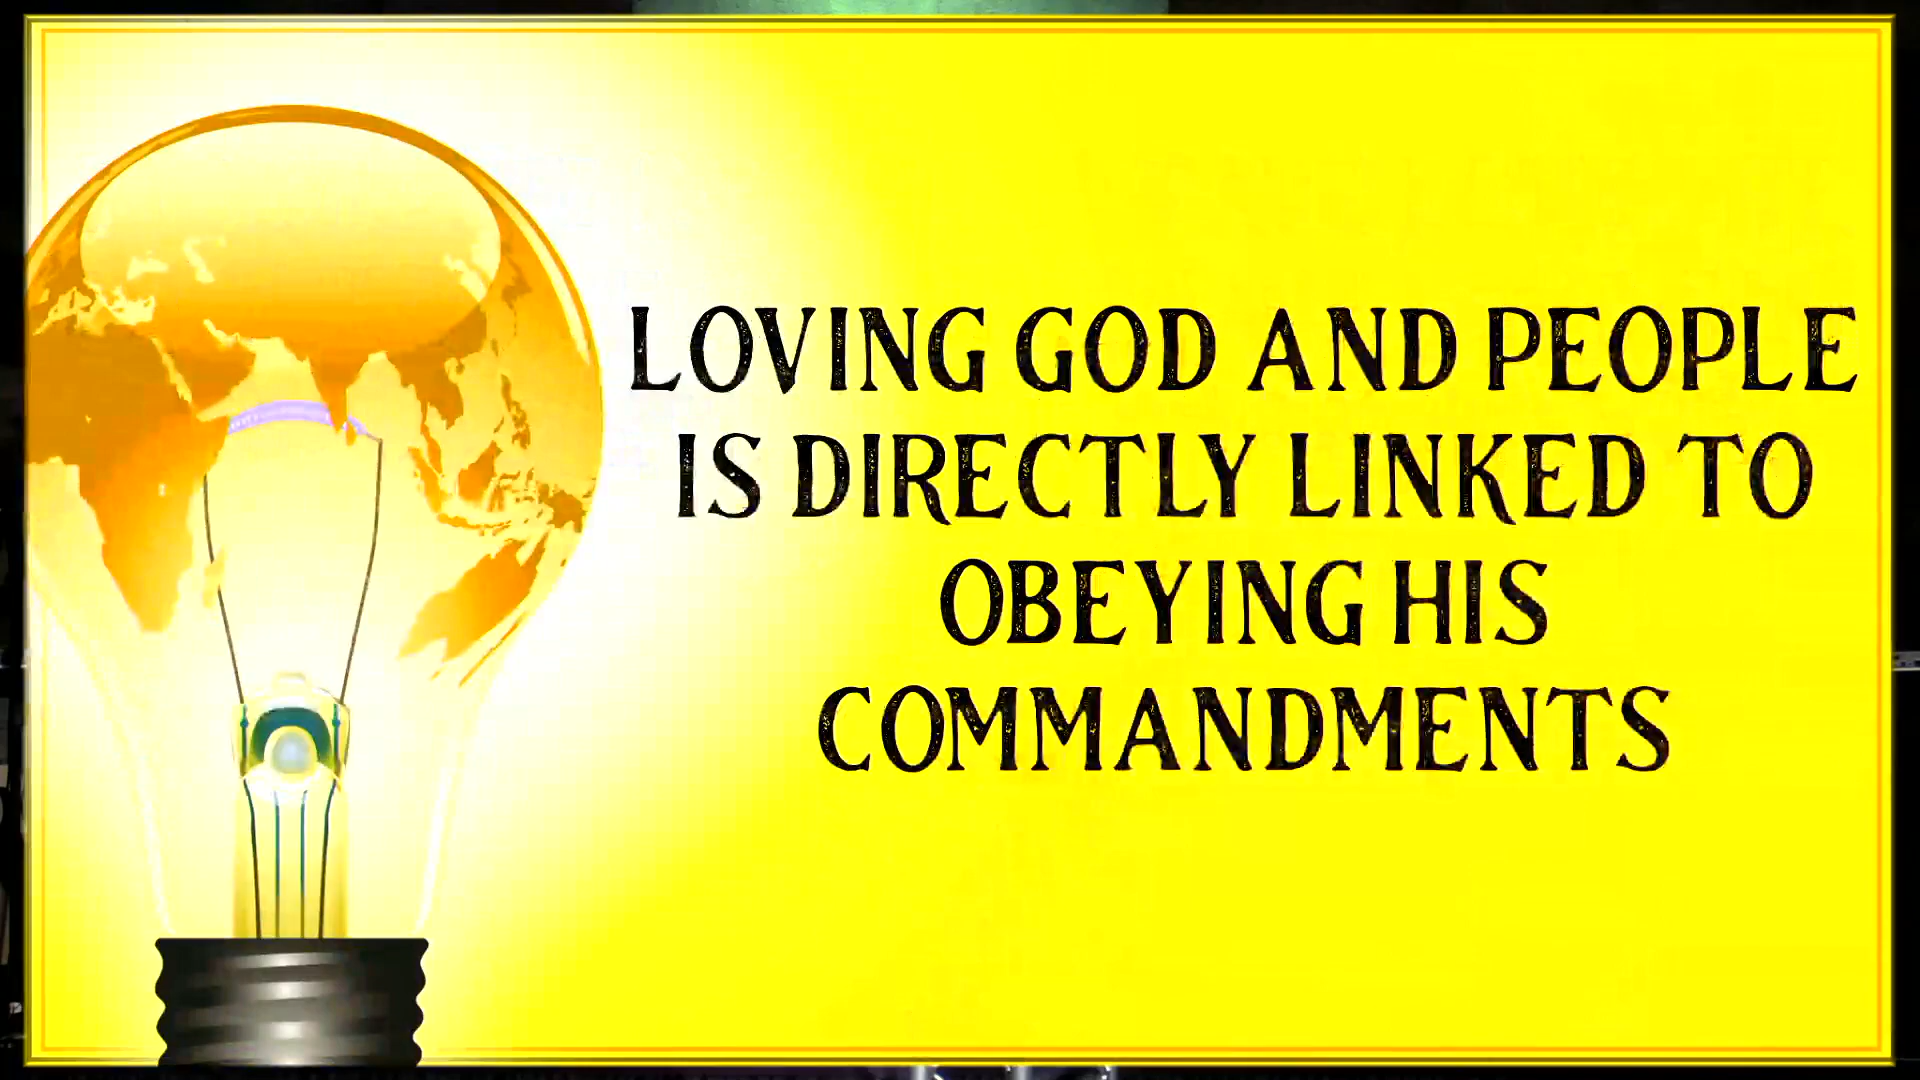 LOVING GOD AND PEOPLE
IS DIRECTLY LINKED TO
OBEYING HIS
COMMANDMENTS